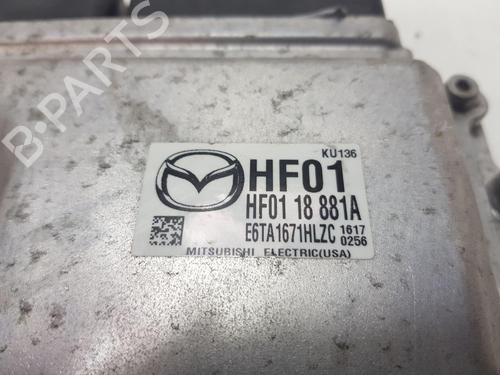 B-PARTS
KU136
HF01
HF01 18 881A
E6TA1671HLZC 1617
0256
MITSUBISHI ELECTRIC(USA)